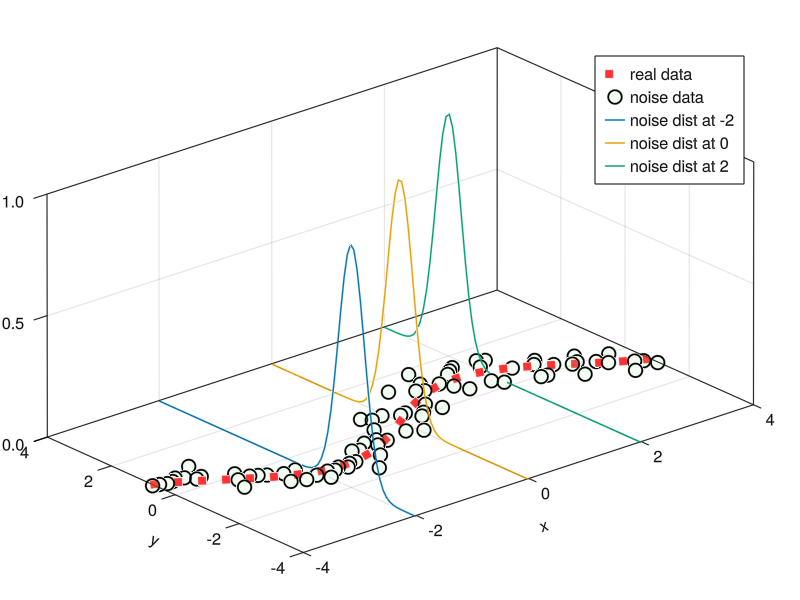 real data
noise data
noise dist at -2
noise dist at 0
noise dist at 2
1.0
0.5
0.0
4
2
0
-2
-4
y
-4
-2
0
2
4
x